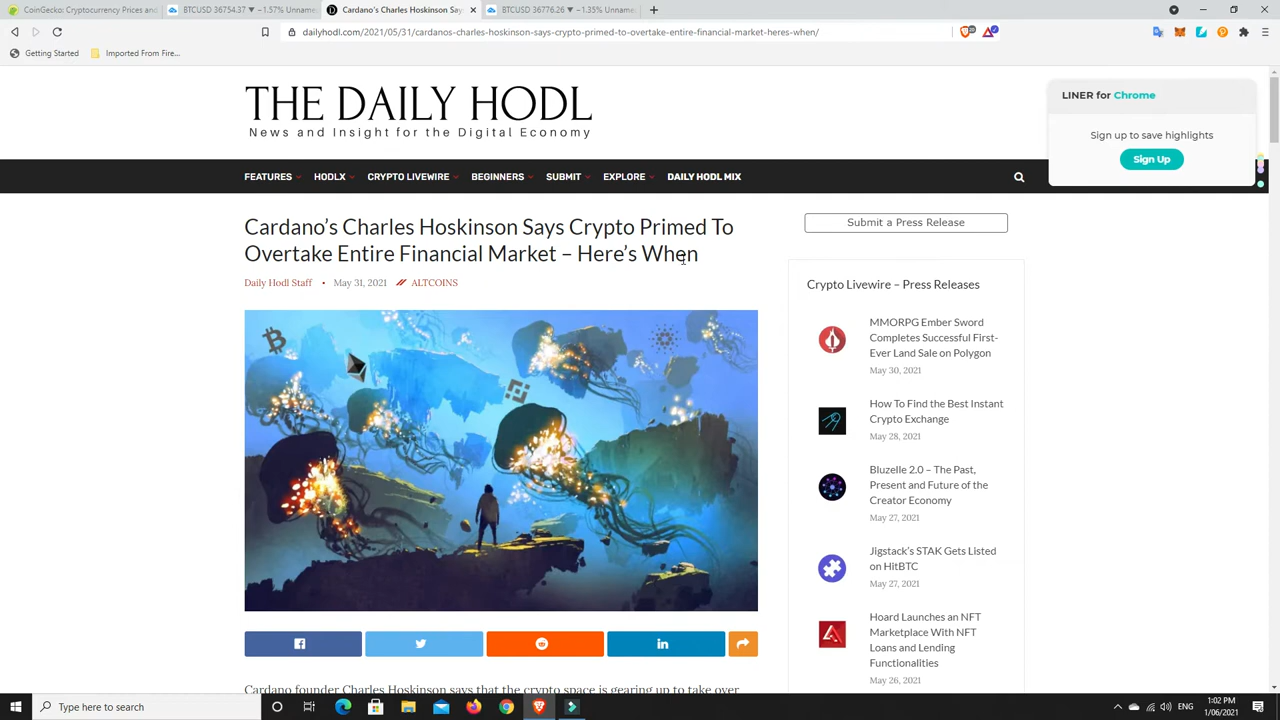 CoinGecko: Cryptocurrency Prices and
BTCUSD 36754.37 ▼ −1.57% Unname
Cardano's Charles Hoskinson Says
BTCUSD 36776.26 ▼ −1.35% Unname
dailyhodl.com/2021/05/31/cardanos-charles-hoskinson-says-crypto-primed-to-overtake-entire-financial-market-heres-when/
Getting Started
Imported From Fire...
THE DAILY HODL
News and Insight for the Digital Economy
LINER for Chrome
Sign up to save highlights
Sign Up
FEATURES
HODLX
CRYPTO LIVEWIRE
BEGINNERS
SUBMIT
EXPLORE
DAILY HODL MIX
Cardano's Charles Hoskinson Says Crypto Primed To
Overtake Entire Financial Market – Here's When
Daily Hodl Staff • May 31, 2021 ALTCOINS
Cardano founder Charles Hoskinson says that the crypto space is gearing up to take over
Submit a Press Release
Crypto Livewire – Press Releases
MMORPG Ember Sword
Completes Successful First-
Ever Land Sale on Polygon
May 30, 2021
How To Find the Best Instant
Crypto Exchange
May 28, 2021
Bluzelle 2.0 – The Past,
Present and Future of the
Creator Economy
May 27, 2021
Jigstack's STAK Gets Listed
on HitBTC
May 27, 2021
Hoard Launches an NFT
Marketplace With NFT
Loans and Lending
Functionalities
May 26, 2021
Type here to search
ENG
1:02 PM
1/06/2021